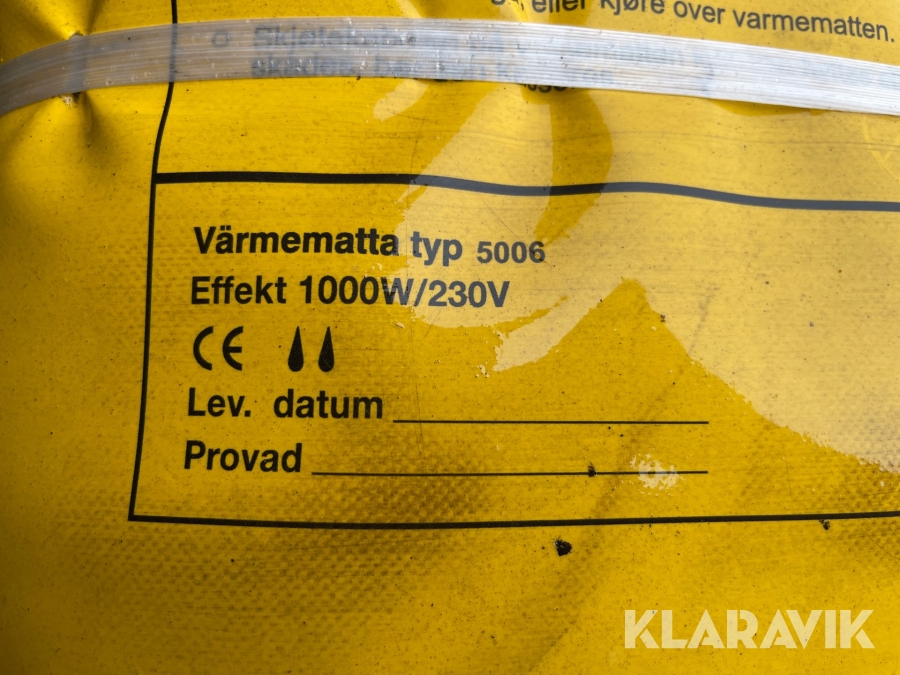 eller kjøre over varmematten.
Värmematta typ 5006
Effekt 1000W/230V
CE
Lev. datum
Provad
KLARAVIK